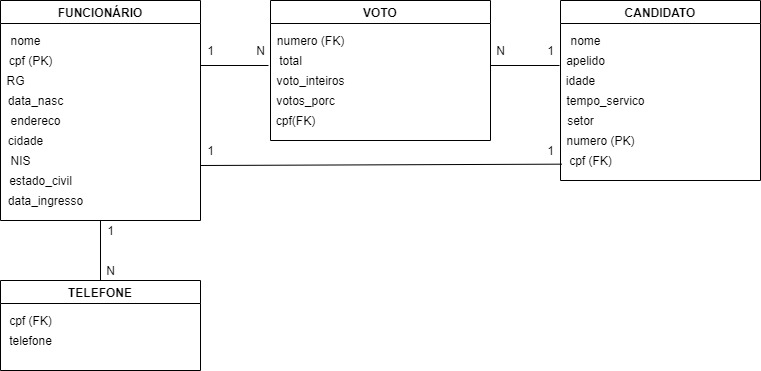 FUNCIONÁRIO
nome
cpf (PK)
RG
data_nasc
endereco
cidade
NIS
estado_civil
data_ingresso
1
N
VOTO
numero (FK)
total
voto_inteiros
votos_porc
cpf(FK)
N
1
CANDIDATO
nome
apelido
idade
tempo_servico
setor
numero (PK)
cpf (FK)
1
1
1
N
TELEFONE
cpf (FK)
telefone